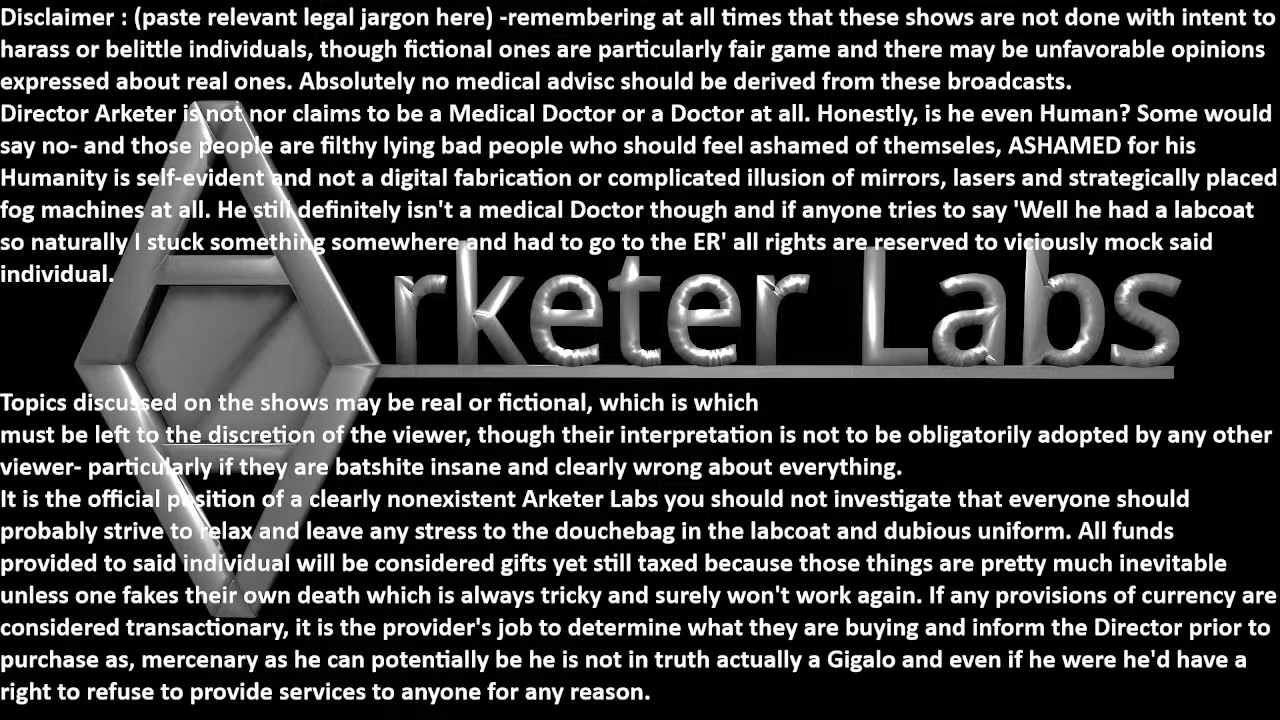 Disclaimer : (paste relevant legal jargon here) -remembering at all times that these shows are not done with intent to
harass or belittle individuals, though fictional ones are particularly fair game and there may be unfavorable opinions
expressed about real ones. Absolutely no medical advisc should be derived from these broadcasts.
Director Arketer is not nor claims to be a Medical Doctor or a Doctor at all. Honestly, is he even Human? Some would
say no- and those people are filthy lying bad people who should feel ashamed of themseles, ASHAMED for his
Humanity is self-evident and not a digital fabrication or complicated illusion of mirrors, lasers and strategically placed
fog machines at all. He still definitely isn't a medical Doctor though and if anyone tries to say 'Well he had a labcoat
so naturally I stuck something somewhere and had to go to the ER' all rights are reserved to viciously mock said
individual.
Arketer Labs
Topics discussed on the shows may be real or fictional, which is which
must be left to the discretion of the viewer, though their interpretation is not to be obligatorily adopted by any other
viewer- particularly if they are batshite insane and clearly wrong about everything.
It is the official position of a clearly nonexistent Arketer Labs you should not investigate that everyone should
probably strive to relax and leave any stress to the douchebag in the labcoat and dubious uniform. All funds
provided to said individual will be considered gifts yet still taxed because those things are pretty much inevitable
unless one fakes their own death which is always tricky and surely won't work again. If any provisions of currency are
considered transactionary, it is the provider's job to determine what they are buying and inform the Director prior to
purchase as, mercenary as he can potentially be he is not in truth actually a Gigalo and even if he were he'd have a
right to refuse to provide services to anyone for any reason.